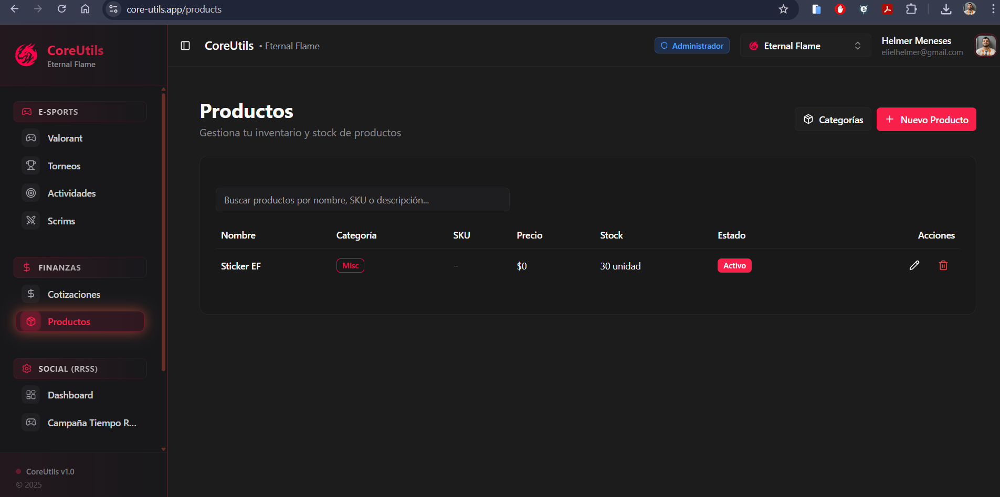 core-utils.app/products
CoreUtils
Eternal Flame
CoreUtils • Eternal Flame
Administrador
Eternal Flame
Helmer Meneses
elielhelmer@gmail.com
E-SPORTS
Valorant
Torneos
Actividades
Scrims
FINANZAS
Cotizaciones
Productos
SOCIAL (RRSS)
Dashboard
Campaña Tiempo R...
CoreUtils v1.0
© 2025
Productos
Gestiona tu inventario y stock de productos
Categorías
+ Nuevo Producto
Buscar productos por nombre, SKU o descripción...
Nombre Categoría SKU Precio Stock Estado Acciones
Sticker EF Misc - $0 30 unidad Activo